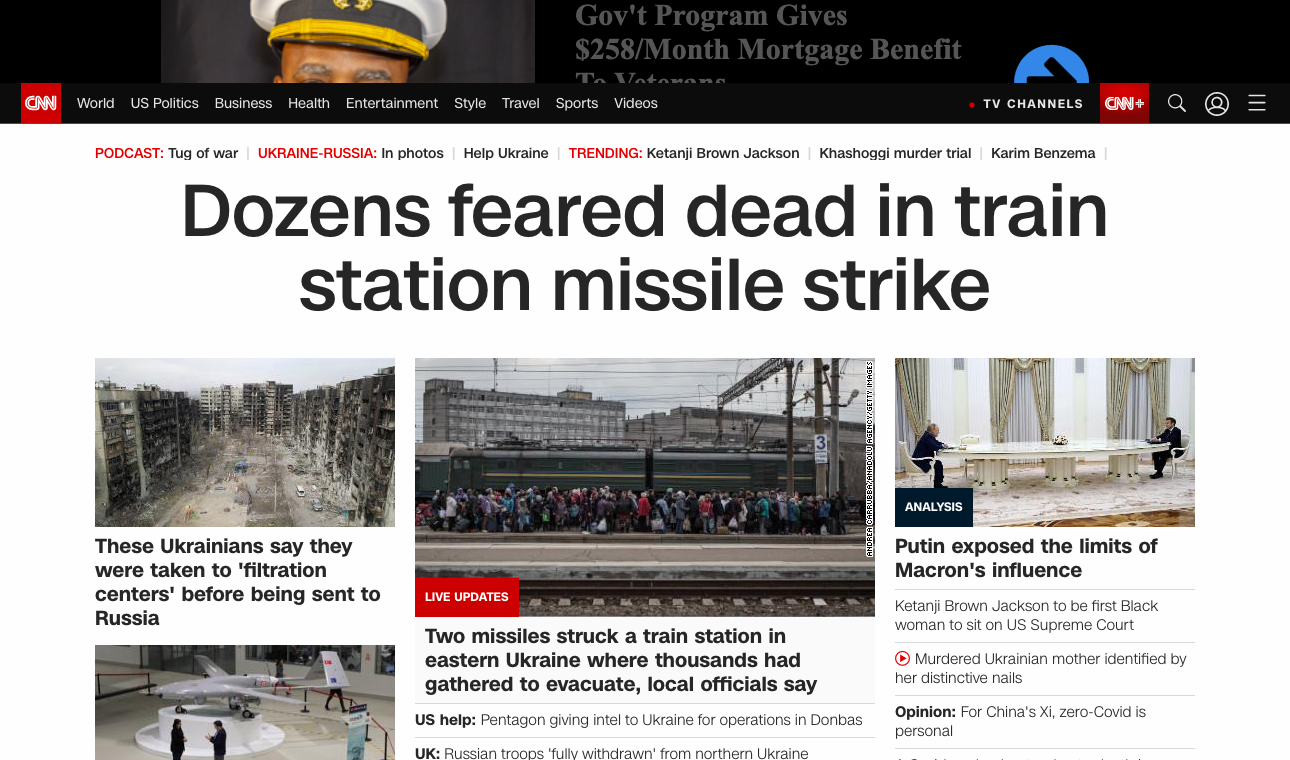 Gov't Program Gives
$258/Month Mortgage Benefit
To Veterans
CNN World US Politics Business Health Entertainment Style Travel Sports Videos TV CHANNELS CNN+
PODCAST: Tug of war | UKRAINE-RUSSIA: In photos | Help Ukraine | TRENDING: Ketanji Brown Jackson | Khashoggi murder trial | Karim Benzema |
Dozens feared dead in train
station missile strike
These Ukrainians say they
were taken to 'filtration
centers' before being sent to
Russia
3
ANDREA CARRUBBA/ANADOLU AGENCY/GETTY IMAGES
LIVE UPDATES
Two missiles struck a train station in
eastern Ukraine where thousands had
gathered to evacuate, local officials say
US help: Pentagon giving intel to Ukraine for operations in Donbas
UK: Russian troops 'fully withdrawn' from northern Ukraine
ANALYSIS
Putin exposed the limits of
Macron's influence
Ketanji Brown Jackson to be first Black
woman to sit on US Supreme Court
Murdered Ukrainian mother identified by
her distinctive nails
Opinion: For China's Xi, zero-Covid is
personal